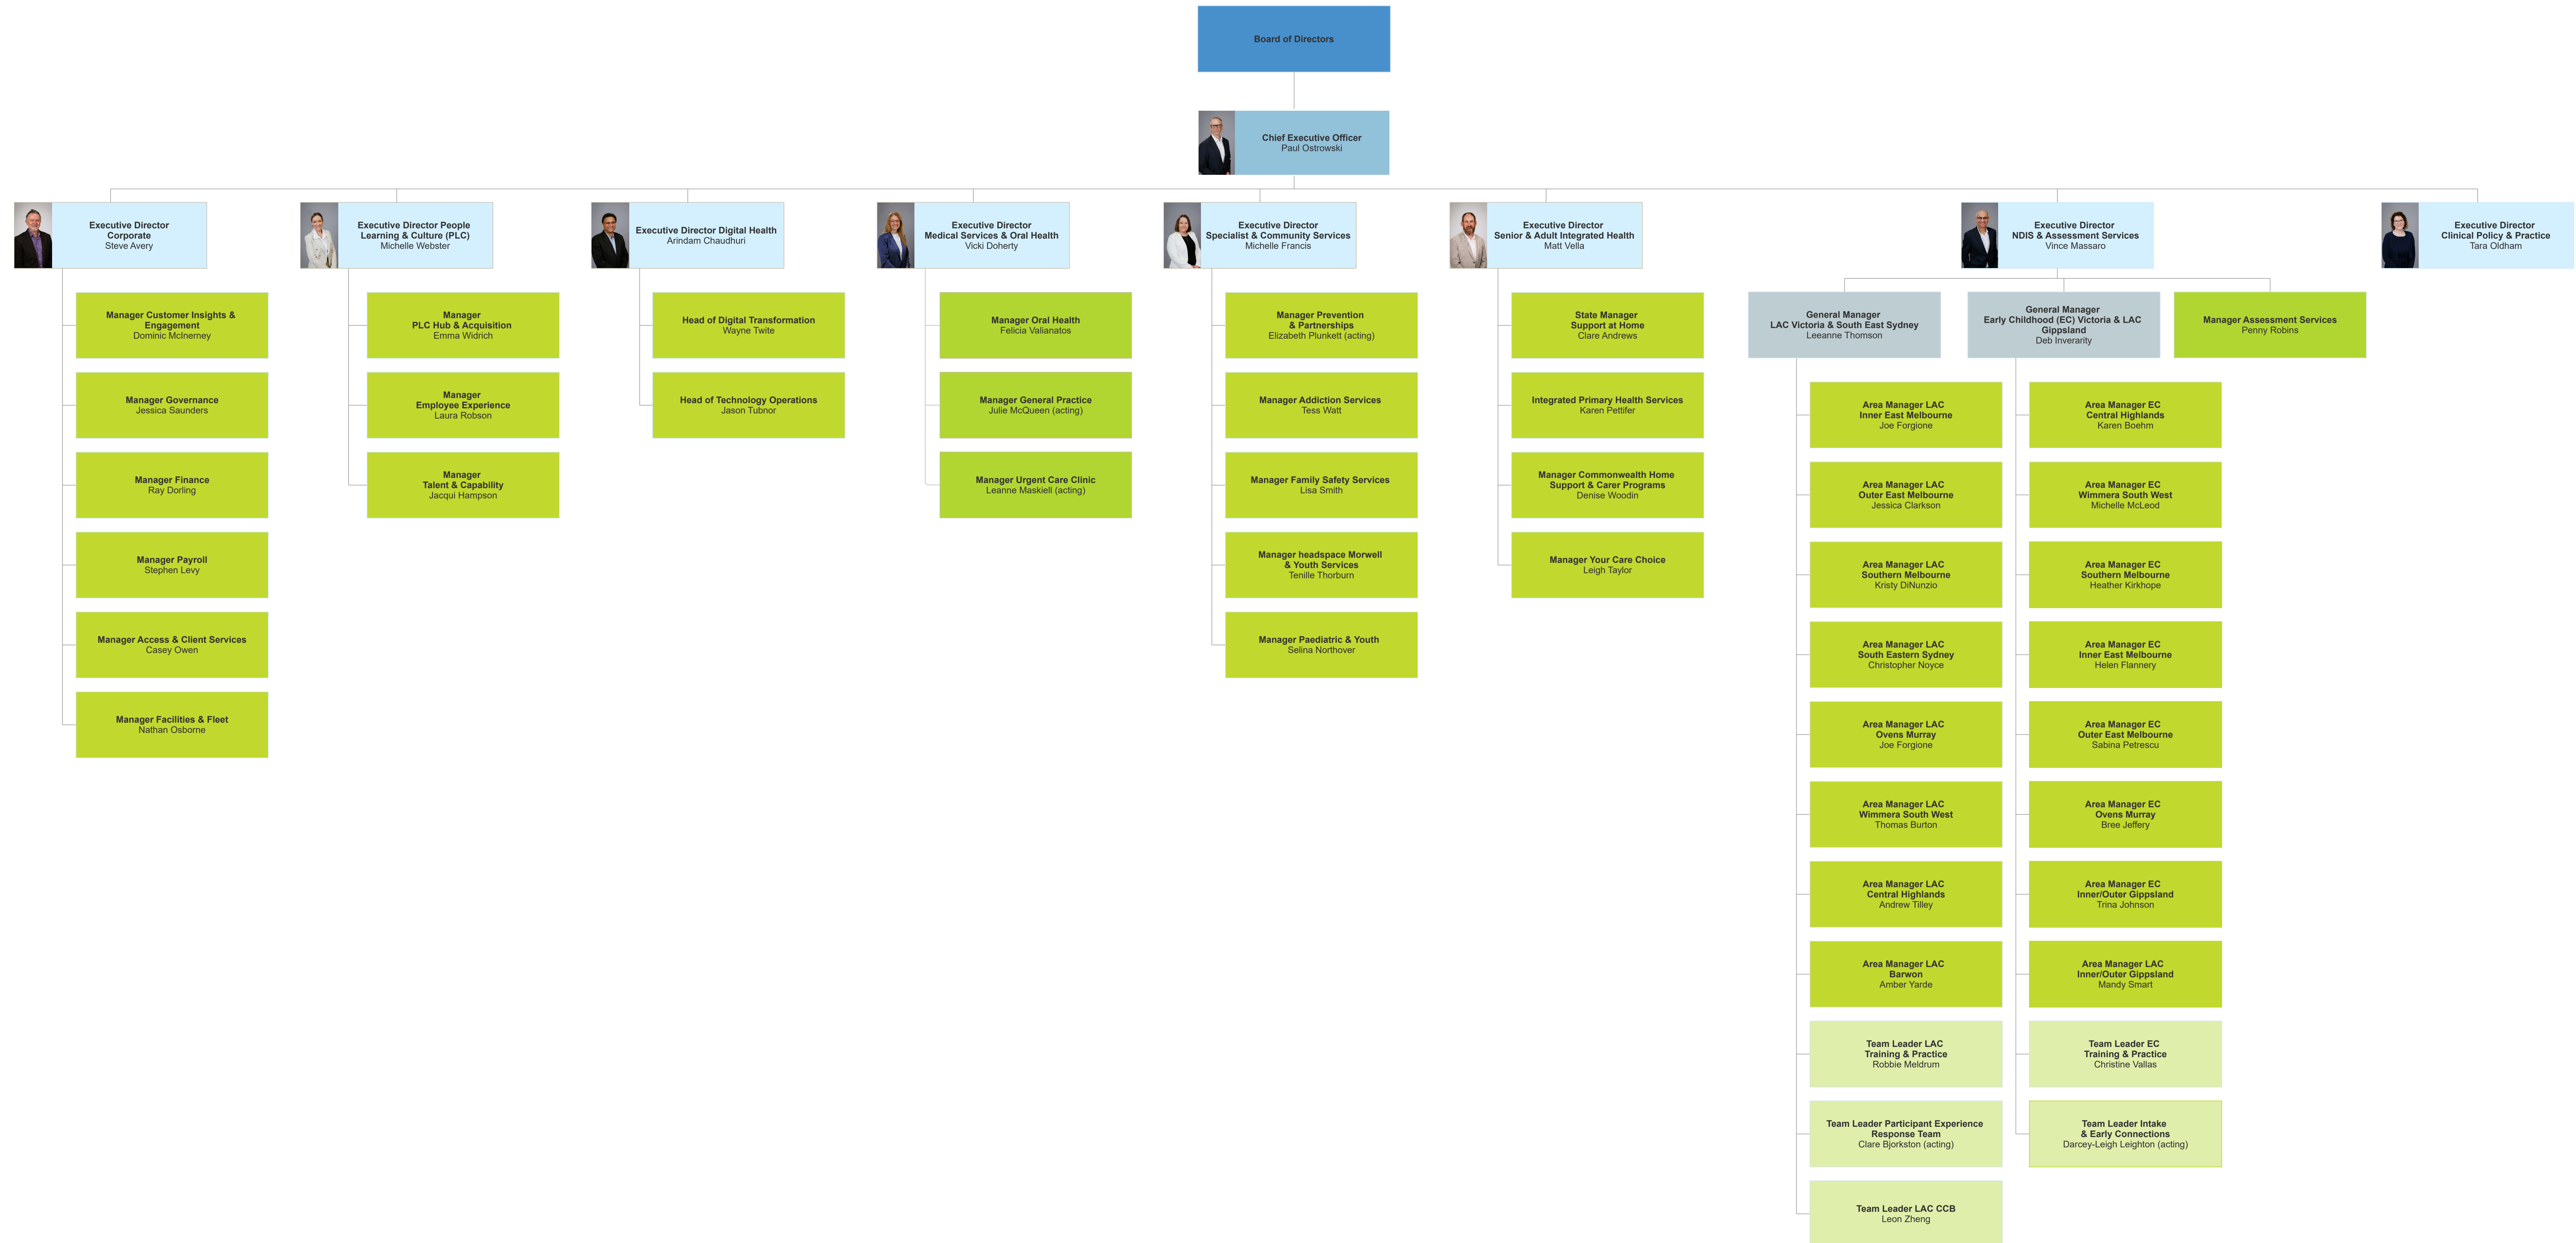 Board of Directors
Chief Executive Officer
Paul Ostrowski
Executive Director
Corporate
Steve Avery
Manager Customer Insights &
Engagement
Dominic McInerney
Manager Governance
Jessica Saunders
Manager Finance
Ray Dorling
Manager Payroll
Stephen Levy
Manager Access & Client Services
Casey Owen
Manager Facilities & Fleet
Nathan Osborne
Executive Director People
Learning & Culture (PLC)
Michelle Webster
Manager
PLC Hub & Acquisition
Emma Widrich
Manager
Employee Experience
Laura Robson
Manager
Talent & Capability
Jacqui Hampson
Executive Director Digital Health
Arindam Chaudhuri
Head of Digital Transformation
Wayne Twite
Head of Technology Operations
Jason Tubnor
Executive Director
Medical Services & Oral Health
Vicki Doherty
Manager Oral Health
Felicia Valianatos
Manager General Practice
Julie McQueen (acting)
Manager Urgent Care Clinic
Leanne Maskiell (acting)
Executive Director
Specialist & Community Services
Michelle Francis
Manager Prevention
& Partnerships
Elizabeth Plunkett (acting)
Manager Addiction Services
Tess Watt
Manager Family Safety Services
Lisa Smith
Manager headspace Morwell
& Youth Services
Tenille Thorburn
Manager Paediatric & Youth
Selina Northover
Executive Director
Senior & Adult Integrated Health
Matt Vella
State Manager
Support at Home
Clare Andrews
Integrated Primary Health Services
Karen Pettifer
Manager Commonwealth Home
Support & Carer Programs
Denise Woodin
Manager Your Care Choice
Leigh Taylor
Executive Director
NDIS & Assessment Services
Vince Massaro
General Manager
LAC Victoria & South East Sydney
Leeanne Thomson
Area Manager LAC
Inner East Melbourne
Joe Forgione
Area Manager LAC
Outer East Melbourne
Jessica Clarkson
Area Manager LAC
Southern Melbourne
Kristy DiNunzio
Area Manager LAC
South Eastern Sydney
Christopher Noyce
Area Manager LAC
Ovens Murray
Joe Forgione
Area Manager LAC
Wimmera South West
Thomas Burton
Area Manager LAC
Central Highlands
Andrew Tilley
Area Manager LAC
Barwon
Amber Yarde
Team Leader LAC
Training & Practice
Robbie Meldrum
Team Leader Participant Experience
Response Team
Clare Bjorkston (acting)
Team Leader LAC CCB
Leon Zheng
General Manager
Early Childhood (EC) Victoria & LAC
Gippsland
Deb Inverarity
Area Manager EC
Central Highlands
Karen Boehm
Area Manager EC
Wimmera South West
Michelle McLeod
Area Manager EC
Southern Melbourne
Heather Kirkhope
Area Manager EC
Inner East Melbourne
Helen Flannery
Area Manager EC
Outer East Melbourne
Sabina Petrescu
Area Manager EC
Ovens Murray
Bree Jeffery
Area Manager EC
Inner/Outer Gippsland
Trina Johnson
Area Manager LAC
Inner/Outer Gippsland
Mandy Smart
Team Leader EC
Training & Practice
Christine Vallas
Team Leader Intake
& Early Connections
Darcey-Leigh Leighton (acting)
Manager Assessment Services
Penny Robins
Executive Director
Clinical Policy & Practice
Tara Oldham